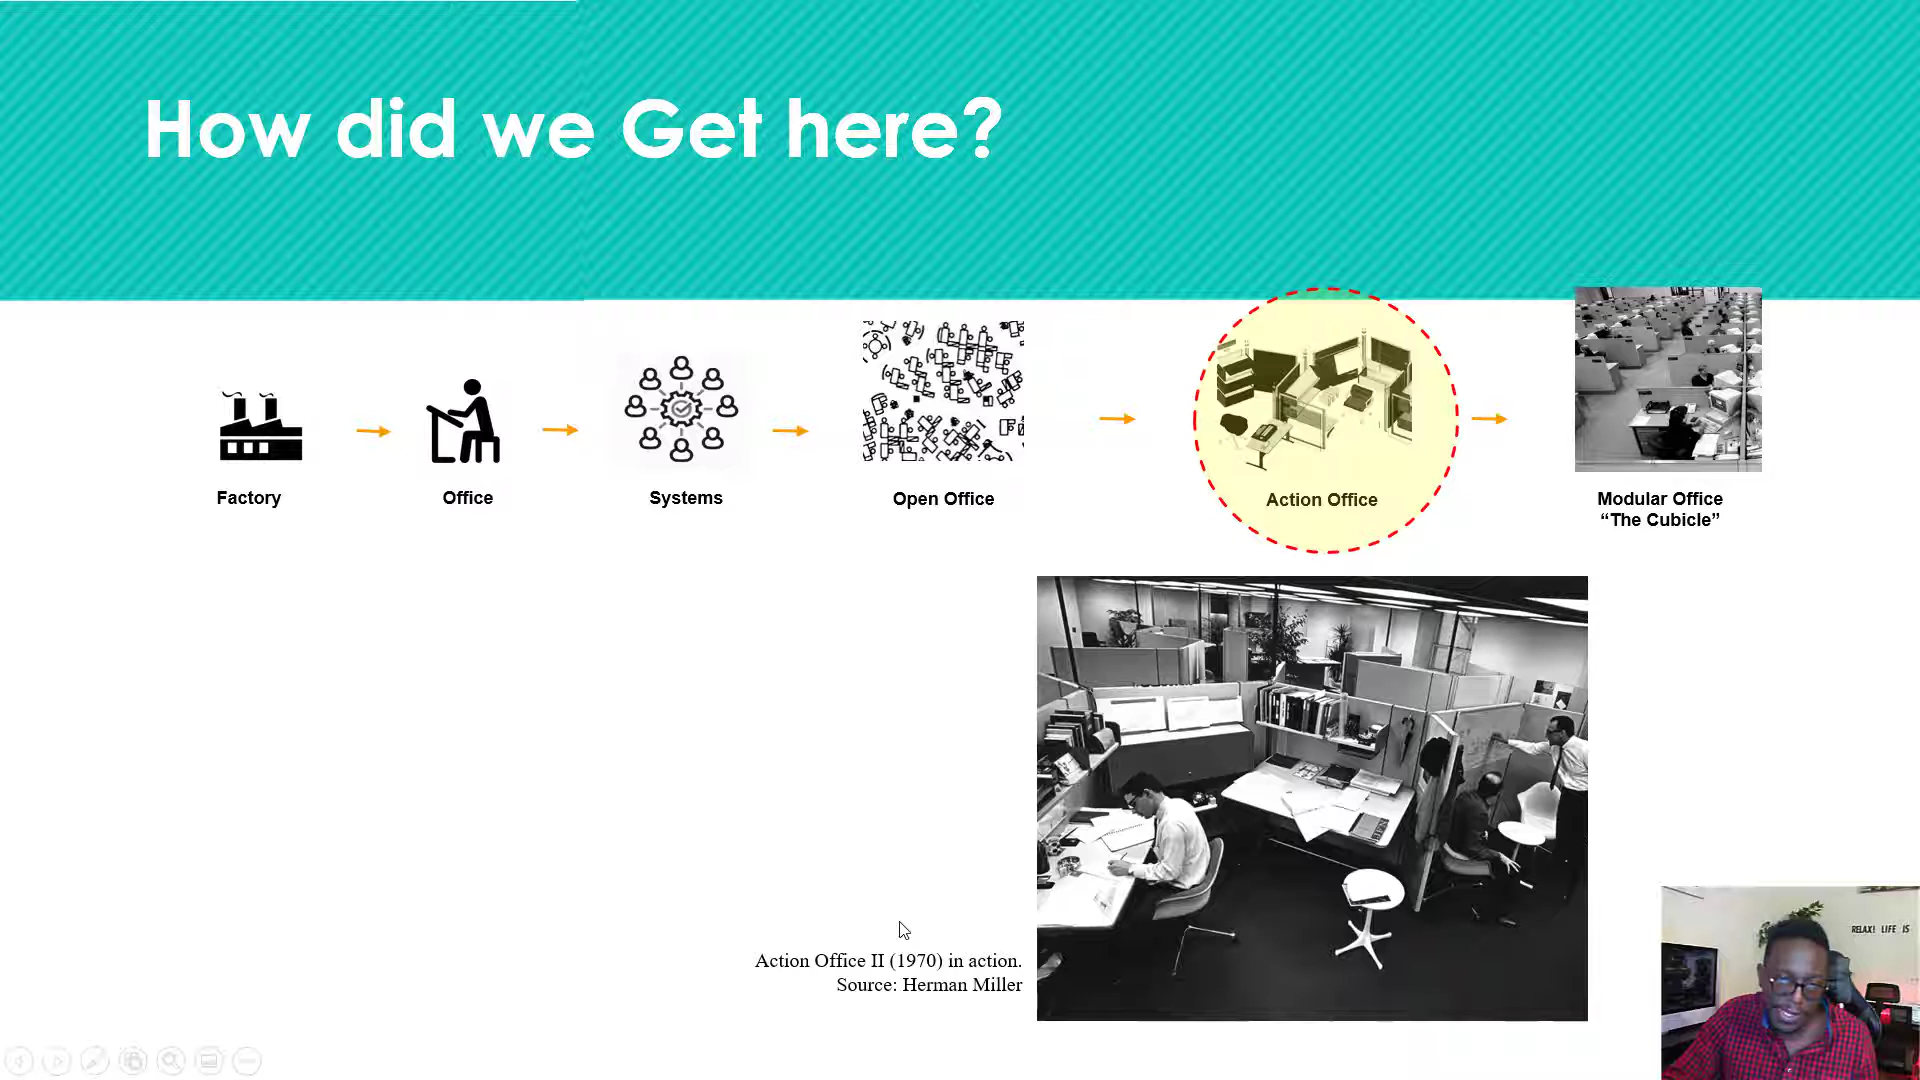 How did we Get here?
Factory
Office
Systems
Open Office
Action Office
Modular Office
“The Cubicle”
Action Office II (1970) in action.
Source: Herman Miller
RELAX! LIFE IS